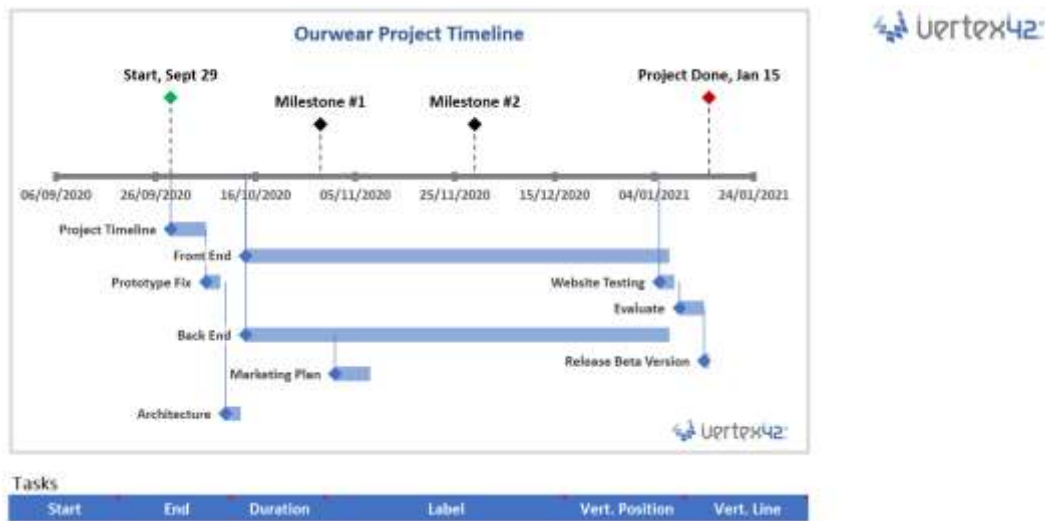 Ourwear Project Timeline
vertex42
Start, Sept 29
Project Done, Jan 15
Milestone #1
Milestone #2
06/09/2020 26/09/2020 16/10/2020 05/11/2020 25/11/2020 15/12/2020 04/01/2021 24/01/2021
Project Timeline
Front End
Prototype Fix
Website Testing
Evaluate
Back End
Release Beta Version
Marketing Plan
Architecture
vertex42
Tasks
Start End Duration Label Vert. Position Vert. Line